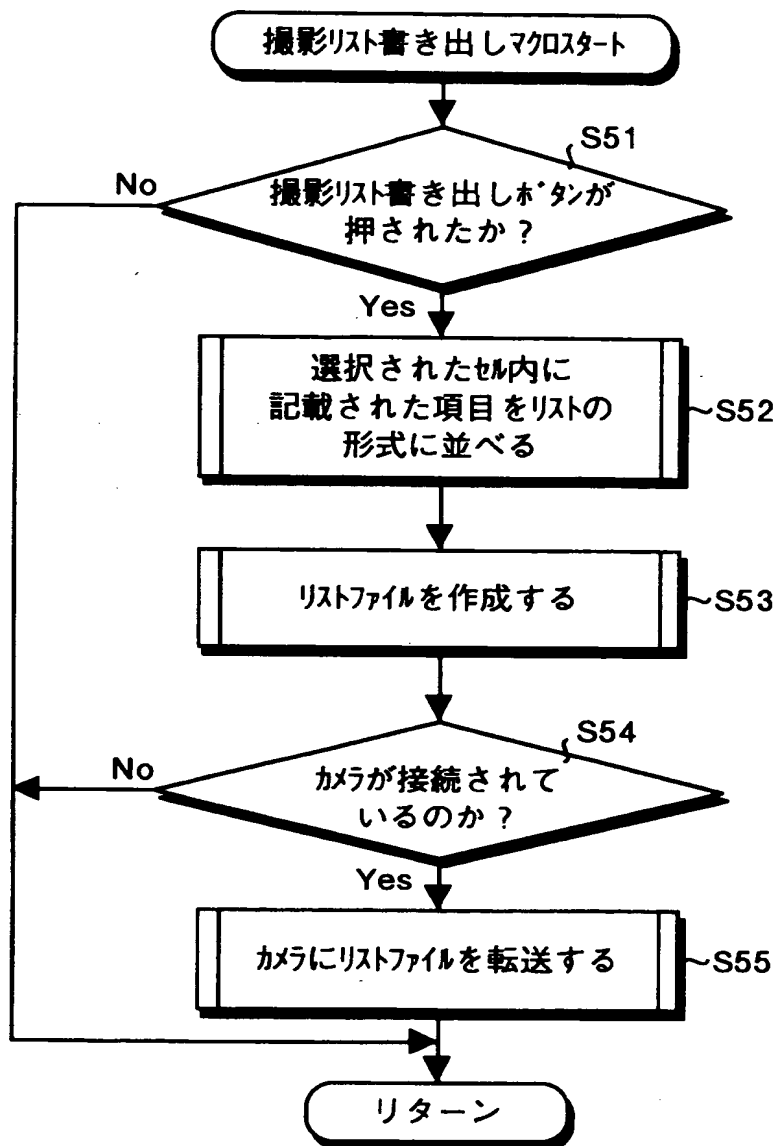 撮影リスト書き出しマクロスタート
S51
No
撮影リスト書き出しボタンが
押されたか?
Yes
選択されたセル内に
記載された項目をリストの
形式に並べる
~S52
リストファイルを作成する
~S53
S54
No
カメラが接続されて
いるのか?
Yes
カメラにリストファイルを転送する
~S55
リターン